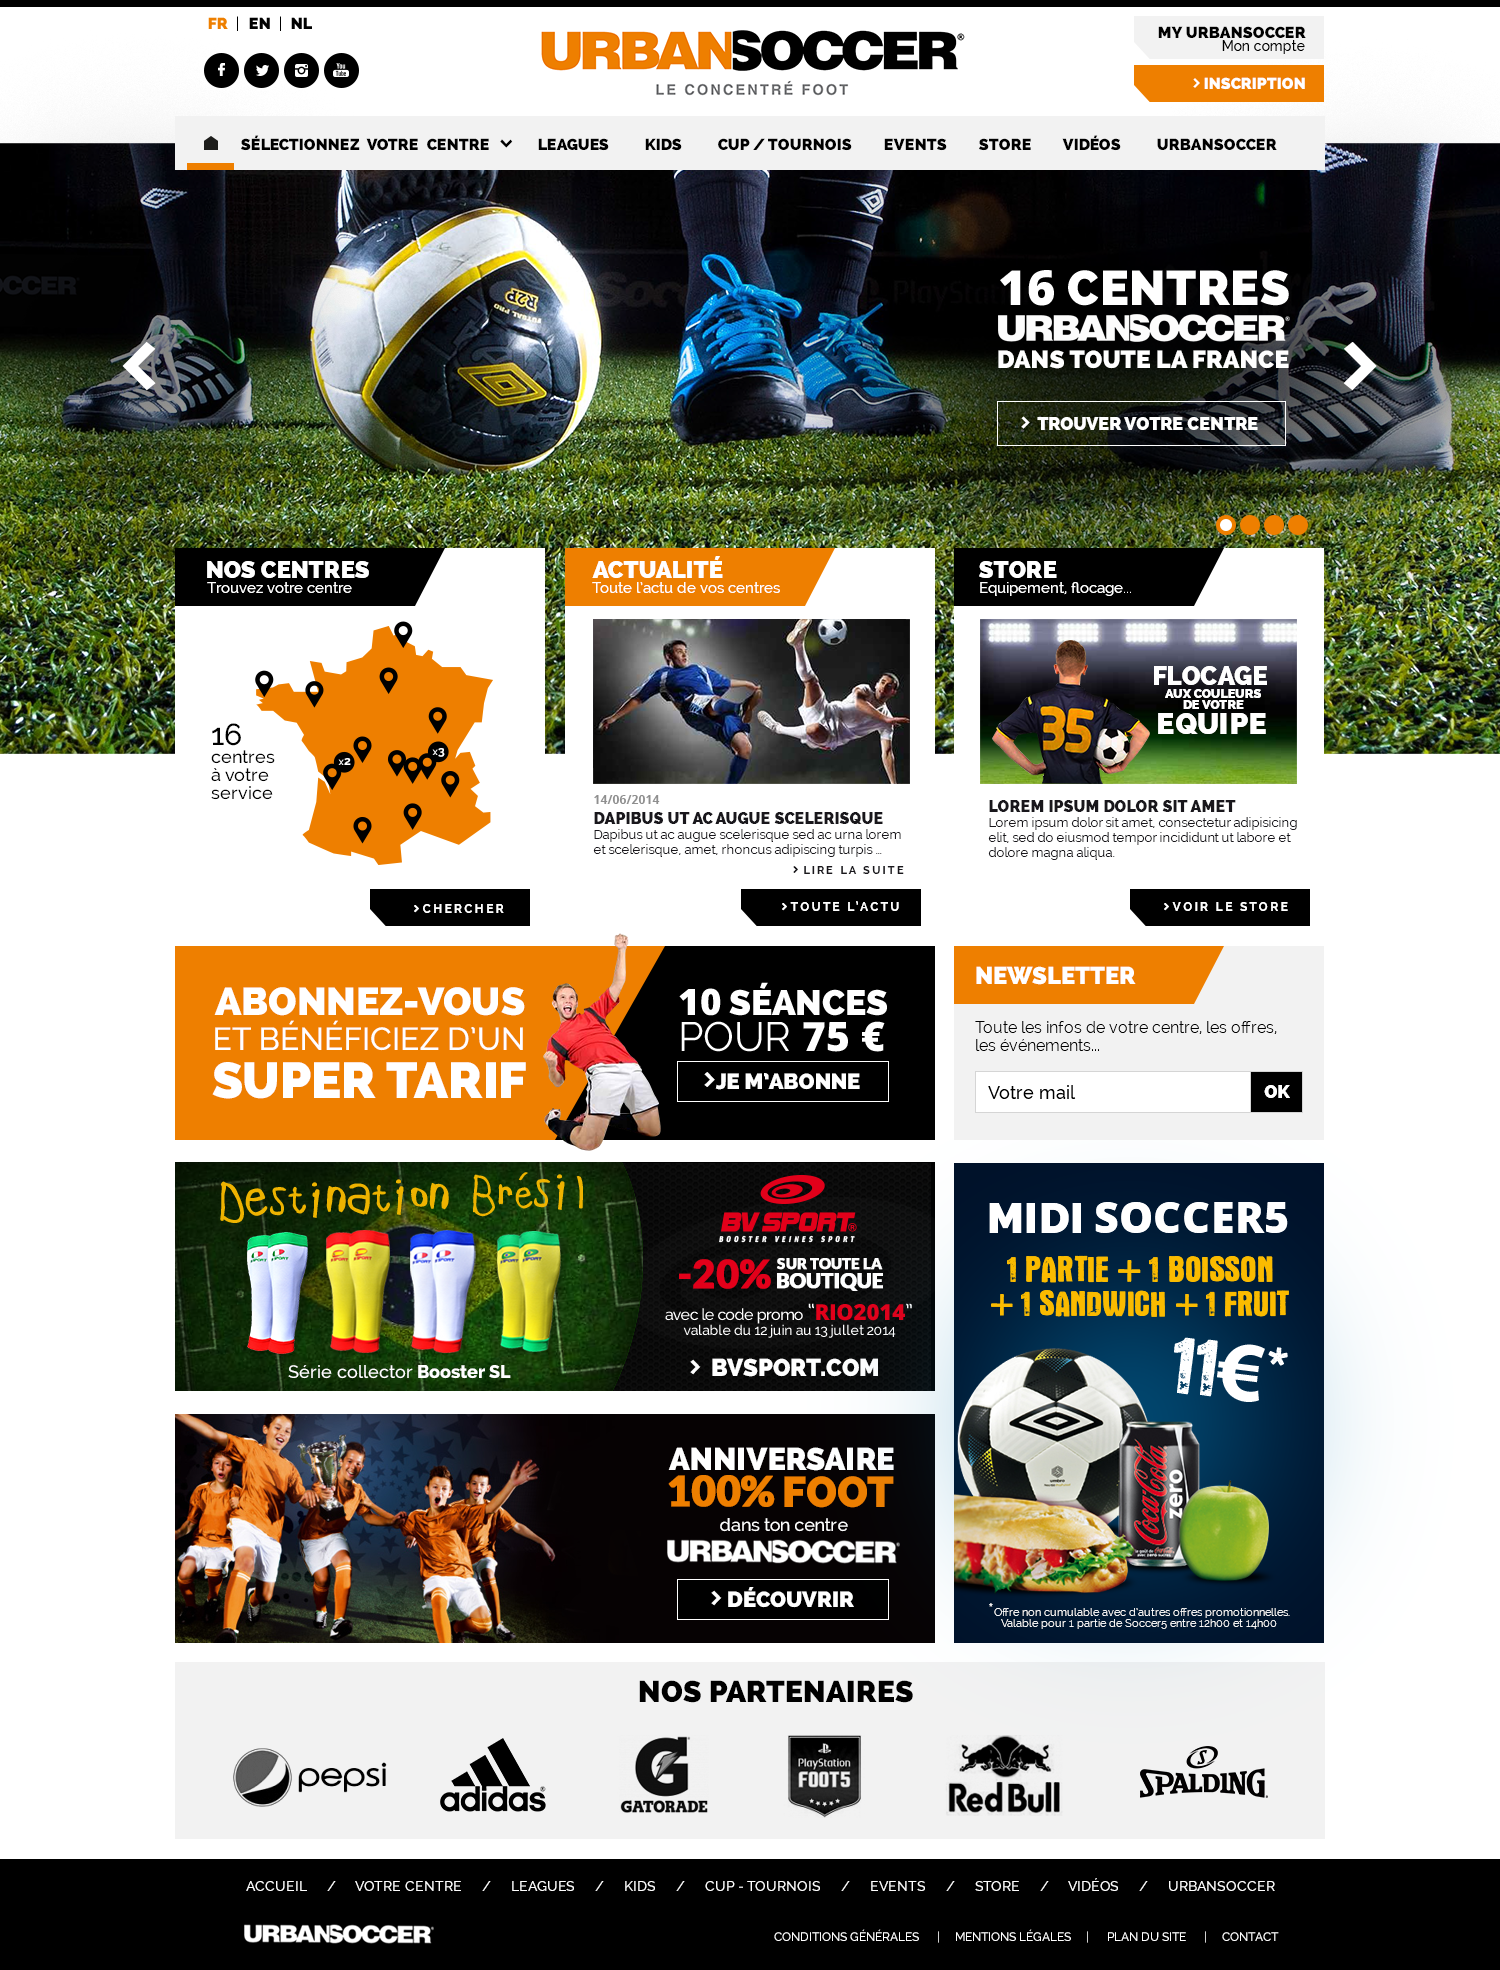 FR | EN | NL
URBANSOCCER®
LE CONCENTRÉ FOOT
MY URBANSOCCER
Mon compte
INSCRIPTION
SÉLECTIONNEZ VOTRE CENTRE
LEAGUES
KIDS
CUP / TOURNOIS
EVENTS
STORE
VIDÉOS
URBANSOCCER
R2P
FUTSAL PRO
16 CENTRES
URBANSOCCER®
DANS TOUTE LA FRANCE
TROUVER VOTRE CENTRE
NOS CENTRES
Trouvez votre centre
16
centres
à votre
service
x2
x3
CHERCHER
ACTUALITÉ
Toute l'actu de vos centres
14/06/2014
DAPIBUS UT AC AUGUE SCELERISQUE
Dapibus ut ac augue scelerisque sed ac urna lorem
et scelerisque, amet, rhoncus adipiscing turpis ...
LIRE LA SUITE
TOUTE L'ACTU
STORE
Equipement, flocage...
35
FLOCAGE
AUX COULEURS
DE VOTRE
EQUIPE
LOREM IPSUM DOLOR SIT AMET
Lorem ipsum dolor sit amet, consectetur adipisicing
elit, sed do eiusmod tempor incididunt ut labore et
dolore magna aliqua.
VOIR LE STORE
ABONNEZ-VOUS
ET BÉNÉFICIEZ D'UN
SUPER TARIF
10 SÉANCES
POUR 75 €
JE M'ABONNE
NEWSLETTER
Toute les infos de votre centre, les offres,
les événements...
Votre mail
OK
Destination Brésil
Série collector Booster SL
BV SPORT®
BOOSTER VEINES SPORT
-20% SUR TOUTE LA
BOUTIQUE
avec le code promo "RIO2014"
valable du 12 juin au 13 jullet 2014
BVSPORT.COM
MIDI SOCCER5
1 PARTIE + 1 BOISSON
+ 1 SANDWICH + 1 FRUIT
11€*
umbro
Coca-Cola
zero
*Offre non cumulable avec d'autres offres promotionnelles.
Valable pour 1 partie de Soccer5 entre 12h00 et 14h00
ANNIVERSAIRE
100% FOOT
dans ton centre
URBANSOCCER®
DÉCOUVRIR
NOS PARTENAIRES
pepsi
adidas®
G
GATORADE
PlayStation
FOOT5
Red Bull
SPALDING
ACCUEIL / VOTRE CENTRE / LEAGUES / KIDS / CUP - TOURNOIS / EVENTS / STORE / VIDÉOS / URBANSOCCER
URBANSOCCER®
CONDITIONS GÉNÉRALES | MENTIONS LÉGALES | PLAN DU SITE | CONTACT